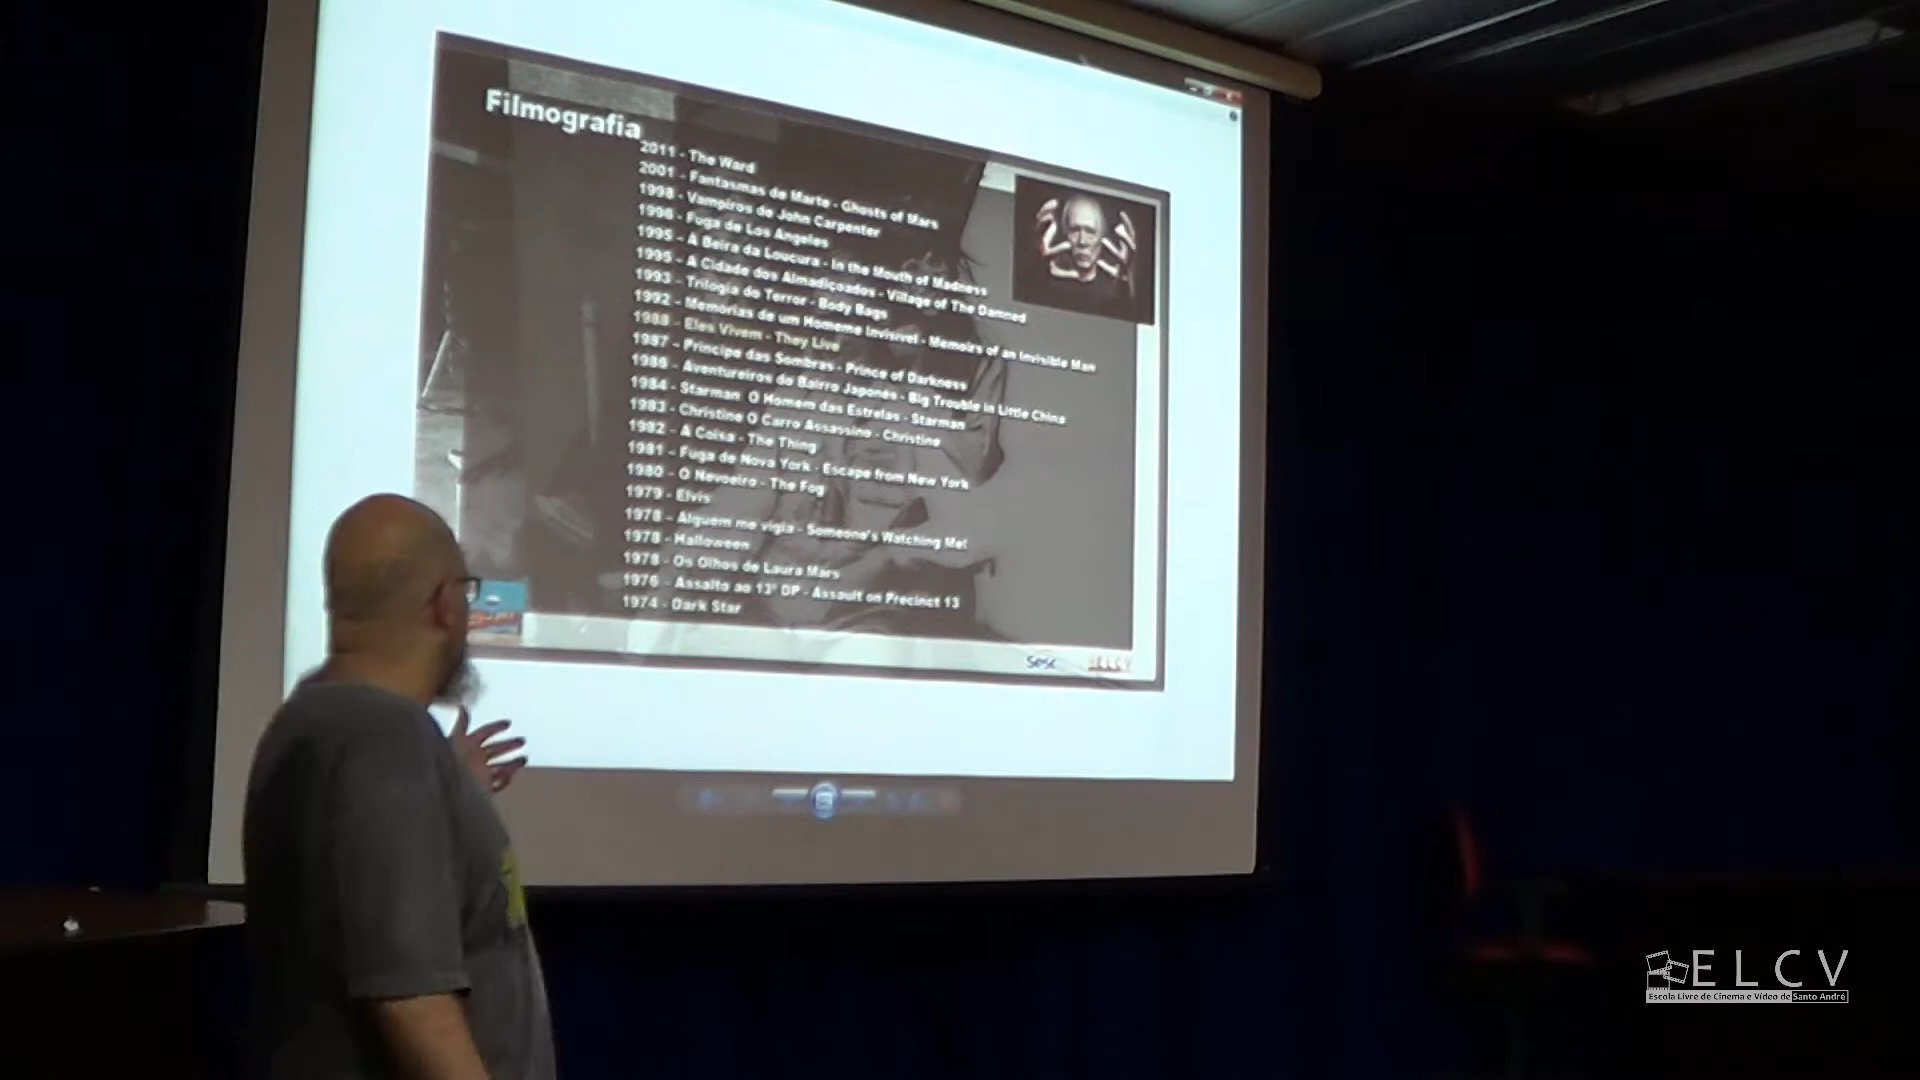 Filmografia
2011 - The Ward
2001 - Fantasmas de Marte - Ghosts of Mars
1998 - Vampiros de John Carpenter
1996 - Fuga de Los Angeles
1995 - A Beira da Loucura - In the Mouth of Madness
1995 - A Cidade dos Almadiçoados - Village of The Damned
1993 - Trilogia do Terror - Body Bags
1992 - Memórias de um Homeme Invisível - Memoirs of an Invisible Man
1988 - Eles Vivem - They Live
1987 - Príncipe das Sombras - Prince of Darkness
1986 - Aventureiros do Bairro Japonês - Big Trouble in Little China
1984 - Starman O Homem das Estrelas - Starman
1983 - Christine O Carro Assassino - Christine
1982 - A Coisa - The Thing
1981 - Fuga de Nova York - Escape from New York
1980 - O Nevoeiro - The Fog
1979 - Elvis
1978 - Alguem me vigia - Someone's Watching Me!
1978 - Halloween
1978 - Os Olhos de Laura Mars
1976 - Assalto ao 13º DP - Assault on Precinct 13
1974 - Dark Star
Sesc
ELCV
ELCV
Escola Livre de Cinema e Vídeo de Santo André